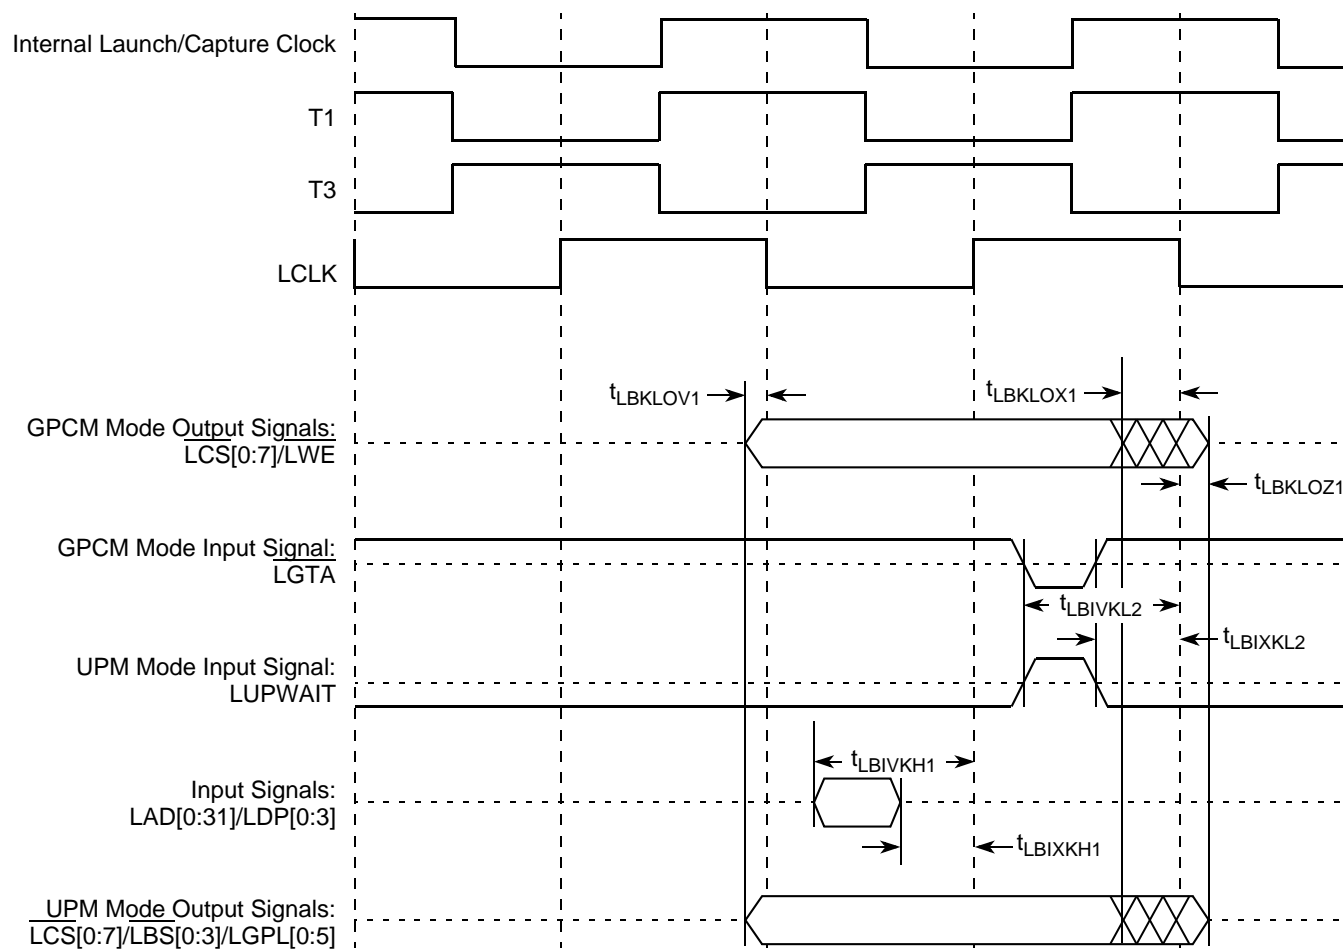 Internal Launch/Capture Clock
T1
T3
LCLK
tLBKLOV1
tLBKLOX1
GPCM Mode Output Signals:
LCS[0:7]/LWE
tLBKLOZ1
GPCM Mode Input Signal:
LGTA
tLBIVKL2
tLBIXKL2
UPM Mode Input Signal:
LUPWAIT
tLBIVKH1
Input Signals:
LAD[0:31]/LDP[0:3]
tLBIXKH1
UPM Mode Output Signals:
LCS[0:7]/LBS[0:3]/LGPL[0:5]